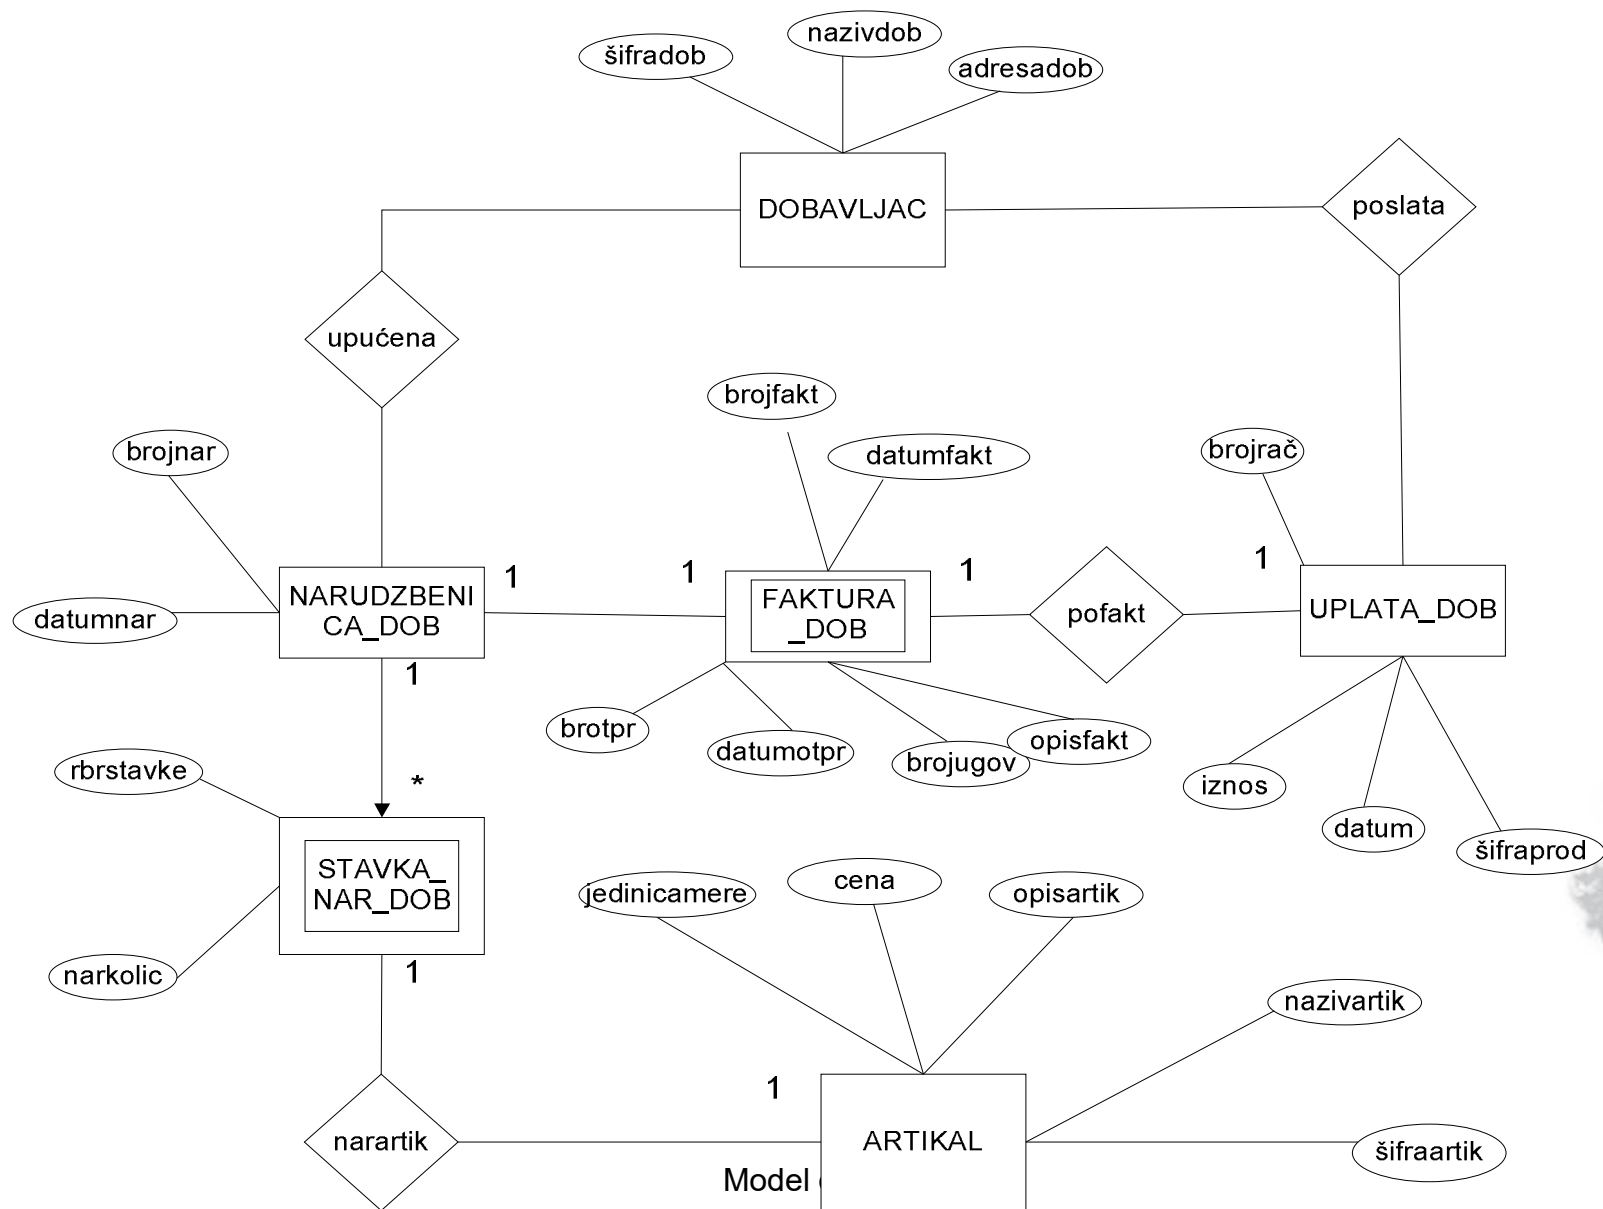 nazivdob
šifradob
adresadob
DOBAVLJAC
poslata
upućena
brojfakt
brojnar
datumfakt
brojrač
1
1
1
1
NARUDZBENI
CA_DOB
FAKTURA
_DOB
pofakt
UPLATA_DOB
datumnar
1
brotpr
datumotpr
brojugov
opisfakt
rbrstavke
*
iznos
datum
šifraprod
STAVKA_
NAR_DOB
jedinicamere
cena
opisartik
narkolic
1
nazivartik
1
narartik
ARTIKAL
šifraartik
Model